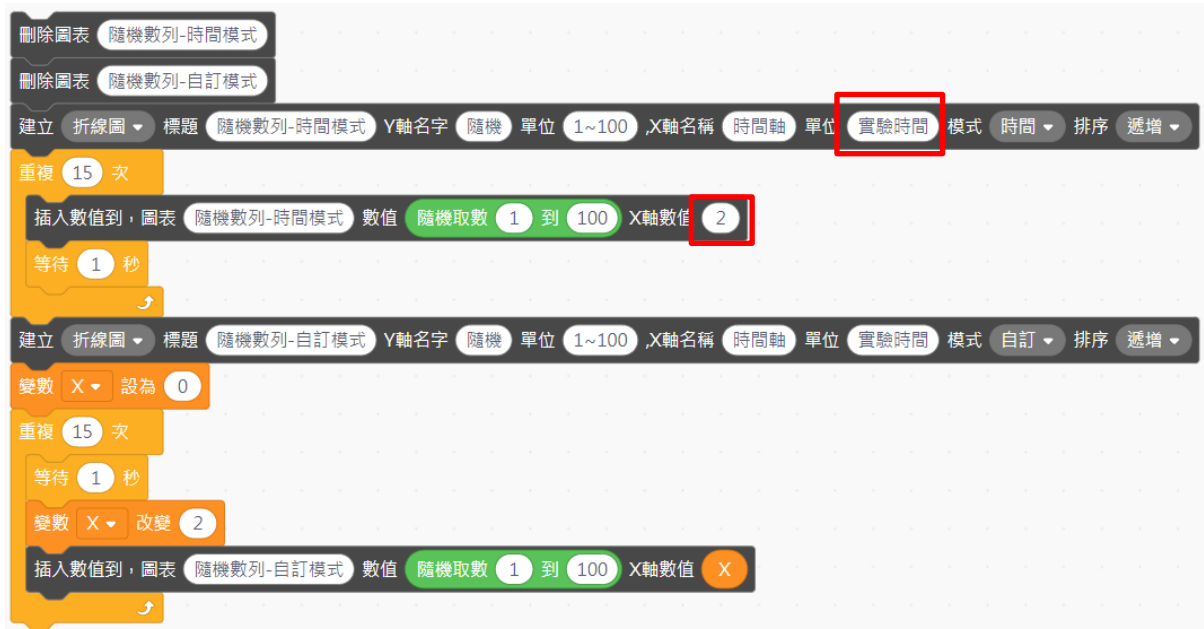 刪除圖表 隨機數列-時間模式
刪除圖表 隨機數列-自訂模式
建立 折線圖 標題 隨機數列-時間模式 Y軸名字 隨機 單位 1~100 ,X軸名稱 時間軸 單位 實驗時間 模式 時間 排序 遞增
重複 15 次
插入數值到，圖表 隨機數列-時間模式 數值 隨機取數 1 到 100 X軸數值 2
等待 1 秒
建立 折線圖 標題 隨機數列-自訂模式 Y軸名字 隨機 單位 1~100 ,X軸名稱 時間軸 單位 實驗時間 模式 自訂 排序 遞增
變數 X 設為 0
重複 15 次
等待 1 秒
變數 X 改變 2
插入數值到，圖表 隨機數列-自訂模式 數值 隨機取數 1 到 100 X軸數值 X